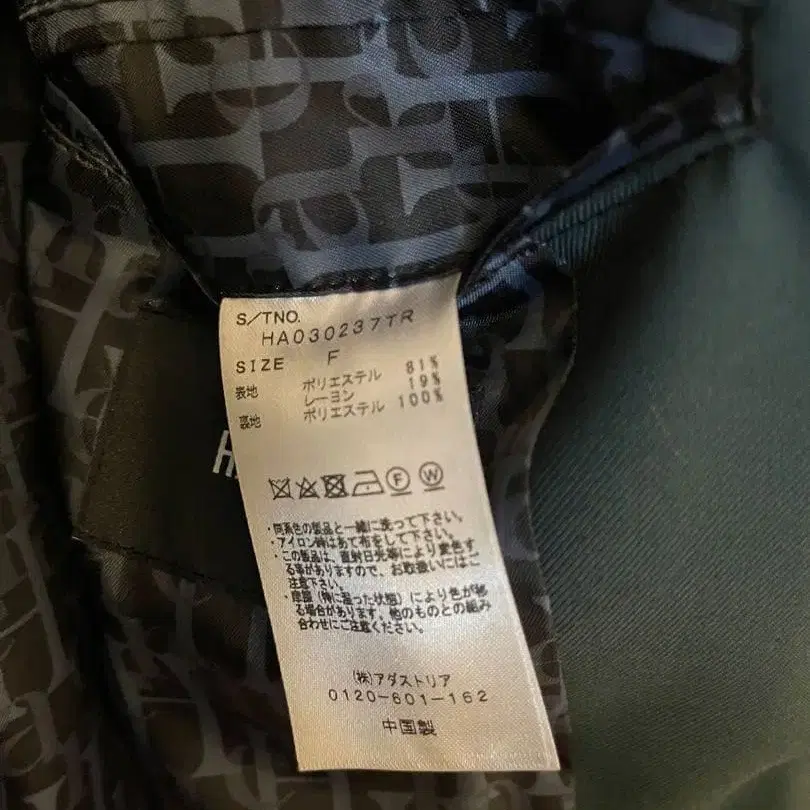 S/TNO.
HA030237TR
SIZE F
表地 ポリエステル 81%
レーヨン 19%
裏地 ポリエステル 100%
F W
・同系色の製品と一緒に洗って下さい。
・アイロン時はあて布をして下さい。
・この製品は、直射日光等により変色す
る事がありますので、お取扱いにはご
注意下さい。
・摩擦(特に湿った状態)により色が移
る場合があります。他のものとの組み
合わせにご注意ください。
(株)アダストリア
0120-601-162
中国製